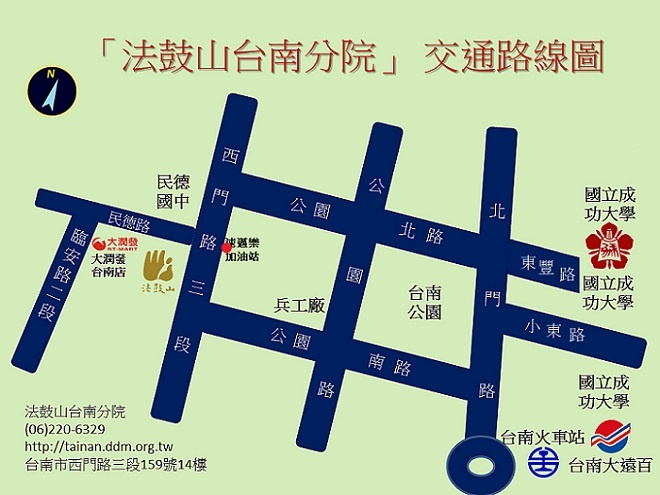 「法鼓山台南分院」 交通路線圖
N
西門路三段
公園路
北門路
民德國中
公園北路
國立成功大學
民德路
臨安路二段
大潤發
RT-MART
大潤發
台南店
法鼓山
速邁樂
加油站
東豐路
國立成功大學
兵工廠
台南公園
小東路
公園南路
國立成功大學
法鼓山台南分院
(06)220-6329
http://tainan.ddm.org.tw
台南市西門路三段159號14樓
台南火車站
台南大遠百